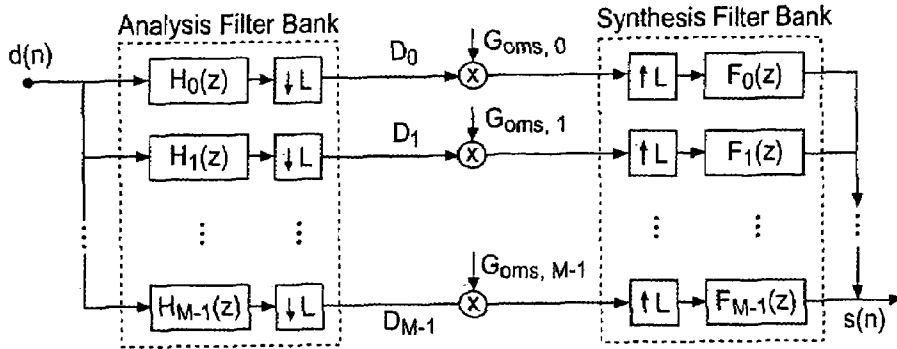 Analysis Filter Bank
Synthesis Filter Bank
d(n)
H0(z)
↓L
D0
Goms, 0
x
↑L
F0(z)
H1(z)
↓L
D1
Goms, 1
x
↑L
F1(z)
HM-1(z)
↓L
DM-1
Goms, M-1
x
↑L
FM-1(z)
s(n)